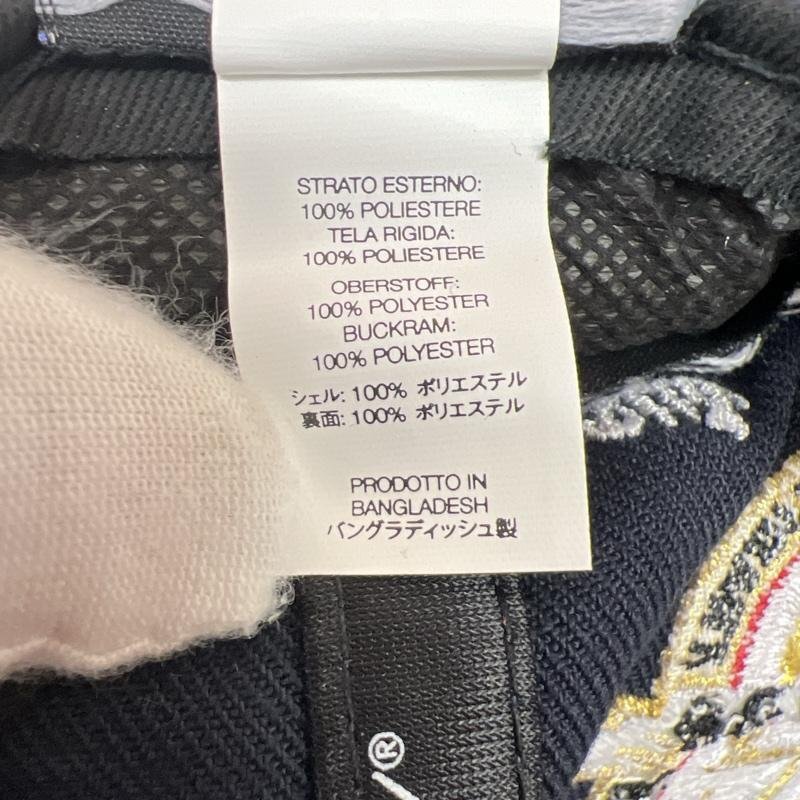 STRATO ESTERNO:
100% POLIESTERE
TELA RIGIDA:
100% POLIESTERE
OBERSTOFF:
100% POLYESTER
BUCKRAM:
100% POLYESTER
シェル: 100% ポリエステル
裏面: 100% ポリエステル
PRODOTTO IN
BANGLADESH
バングラディッシュ製
®